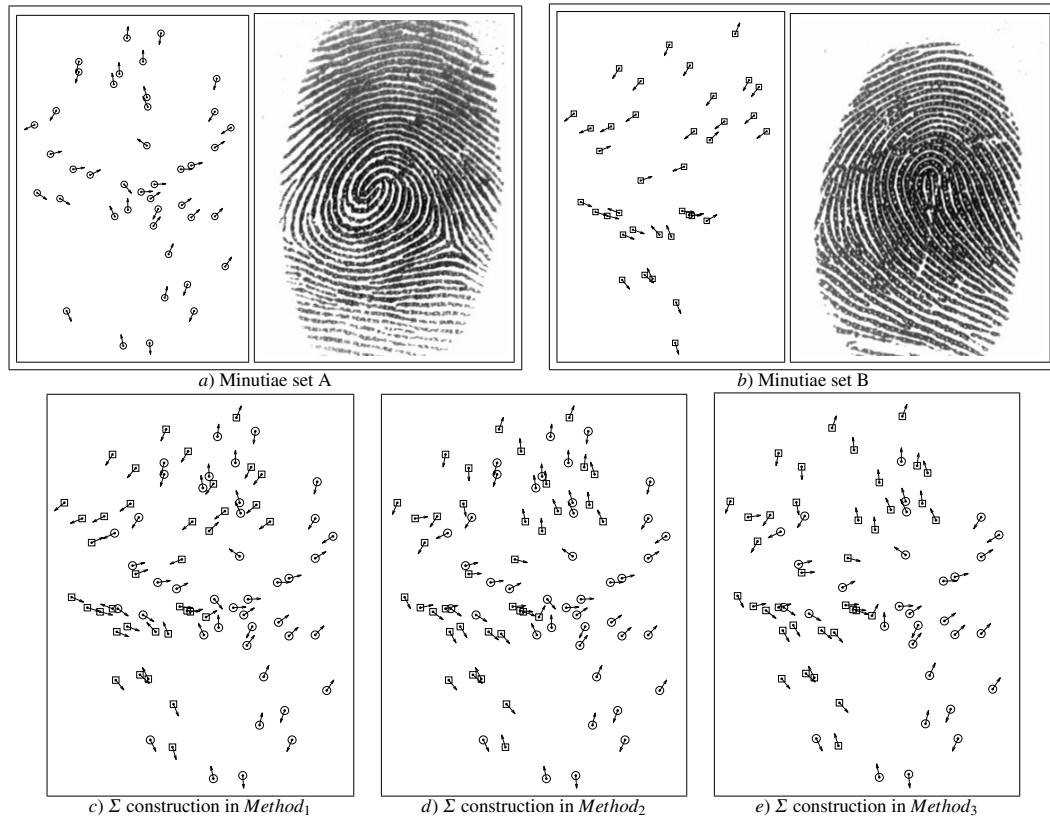 a) Minutiae set A
b) Minutiae set B
c) Σ construction in Method₁
d) Σ construction in Method₂
e) Σ construction in Method₃